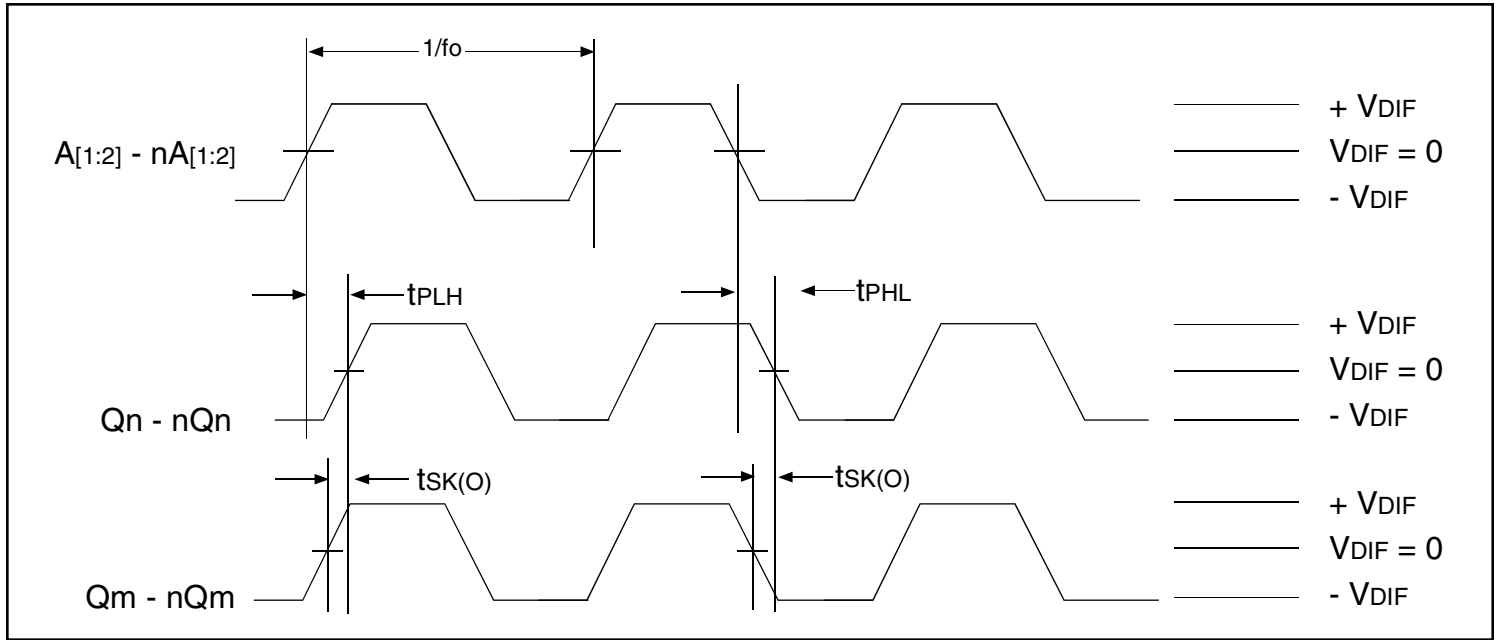 1/fo
+ VDIF
A[1:2] - nA[1:2]
VDIF = 0
- VDIF
tPLH
tPHL
+ VDIF
VDIF = 0
Qn - nQn
- VDIF
tSK(O)
tSK(O)
+ VDIF
VDIF = 0
Qm - nQm
- VDIF